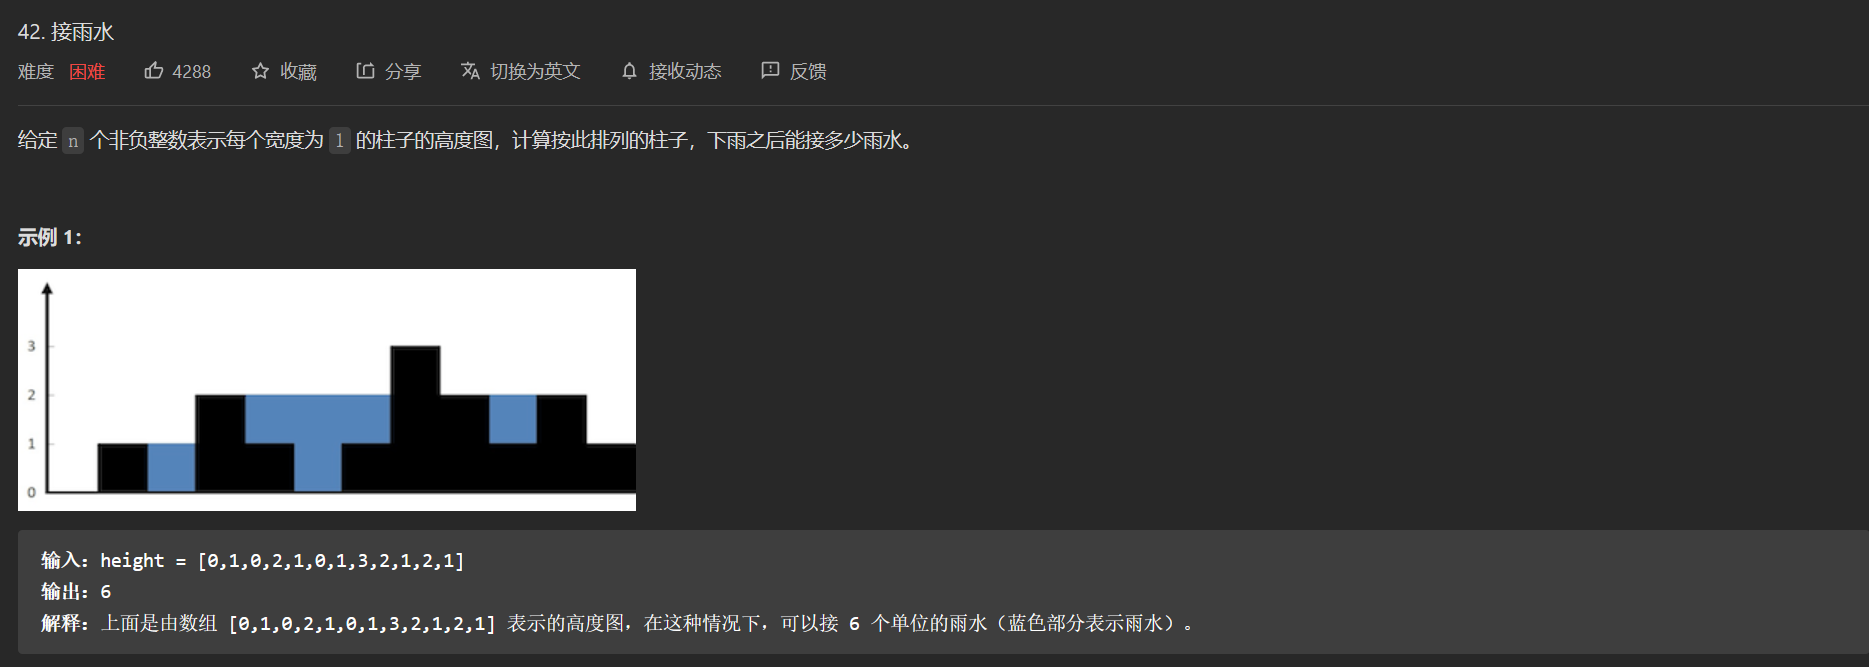 42. 接雨水
难度 困难 4288 收藏 分享 切换为英文 接收动态 反馈
给定 n 个非负整数表示每个宽度为 1 的柱子的高度图，计算按此排列的柱子，下雨之后能接多少雨水。
示例 1：
3
2
1
0
输入：height = [0,1,0,2,1,0,1,3,2,1,2,1]
输出：6
解释：上面是由数组 [0,1,0,2,1,0,1,3,2,1,2,1] 表示的高度图，在这种情况下，可以接 6 个单位的雨水（蓝色部分表示雨水）。